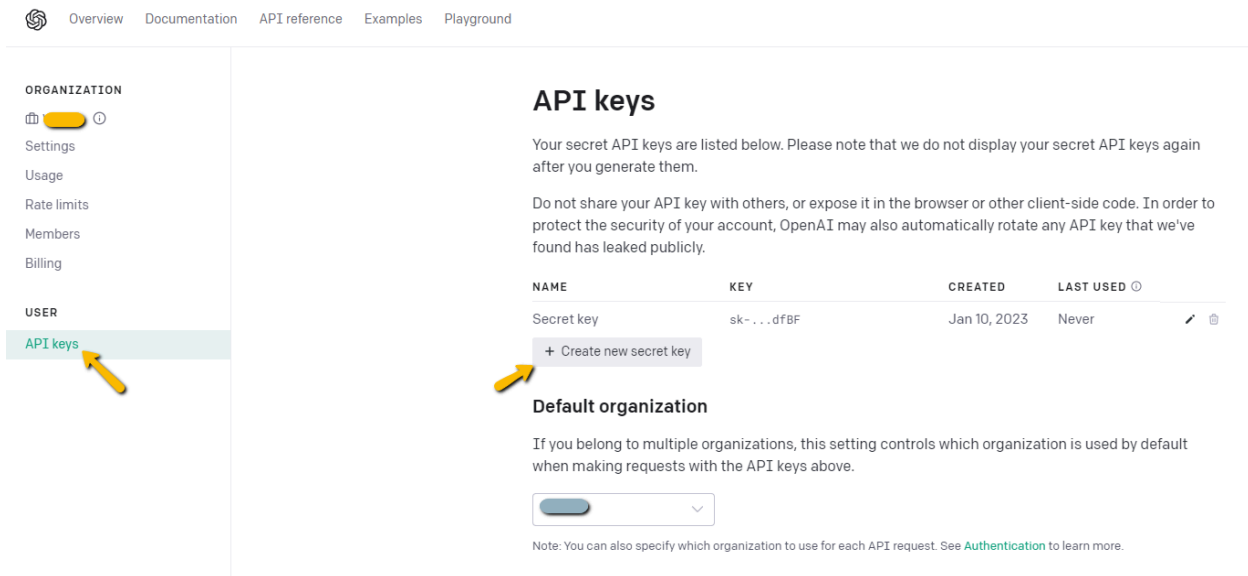 Overview Documentation API reference Examples Playground
ORGANIZATION
Settings
Usage
Rate limits
Members
Billing
USER
API keys
API keys
Your secret API keys are listed below. Please note that we do not display your secret API keys again
after you generate them.
Do not share your API key with others, or expose it in the browser or other client-side code. In order to
protect the security of your account, OpenAI may also automatically rotate any API key that we've
found has leaked publicly.
NAME KEY CREATED LAST USED
Secret key sk-...dfBF Jan 10, 2023 Never
+ Create new secret key
Default organization
If you belong to multiple organizations, this setting controls which organization is used by default
when making requests with the API keys above.
Note: You can also specify which organization to use for each API request. See Authentication to learn more.